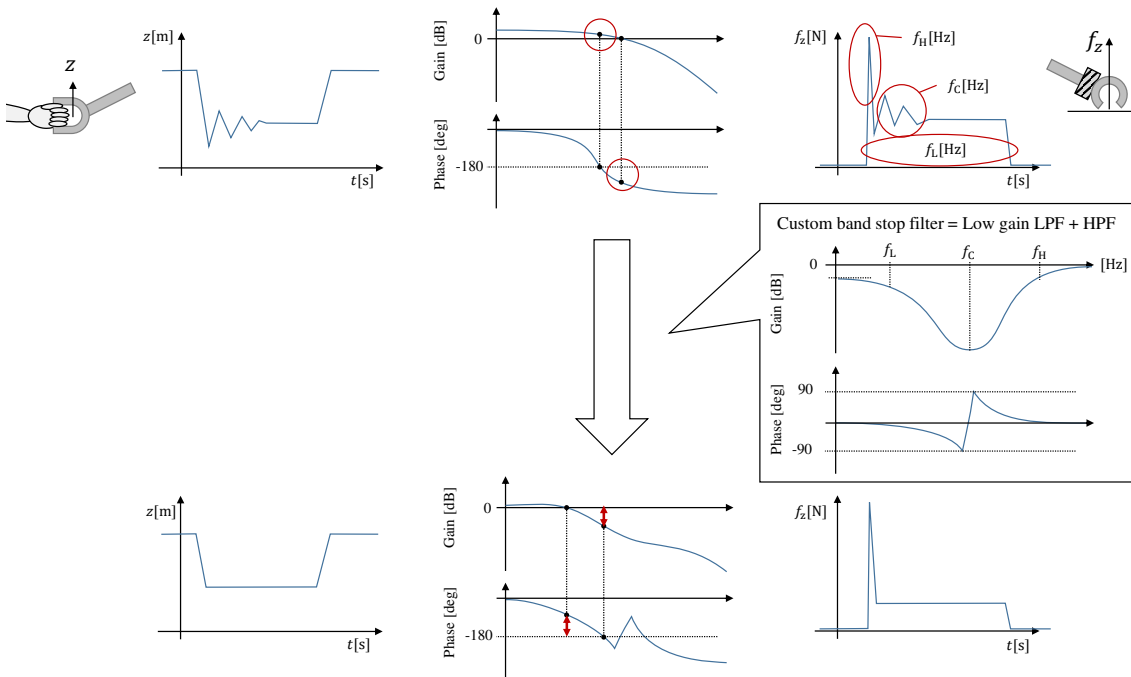 z
z[m]
t[s]
Gain [dB]
0
Phase [deg]
-180
f_z[N]
f_H[Hz]
f_C[Hz]
f_L[Hz]
t[s]
f_z
Custom band stop filter = Low gain LPF + HPF
Gain [dB]
0
f_L
f_C
f_H
[Hz]
Phase [deg]
90
-90
z[m]
t[s]
Gain [dB]
0
Phase [deg]
-180
f_z[N]
t[s]